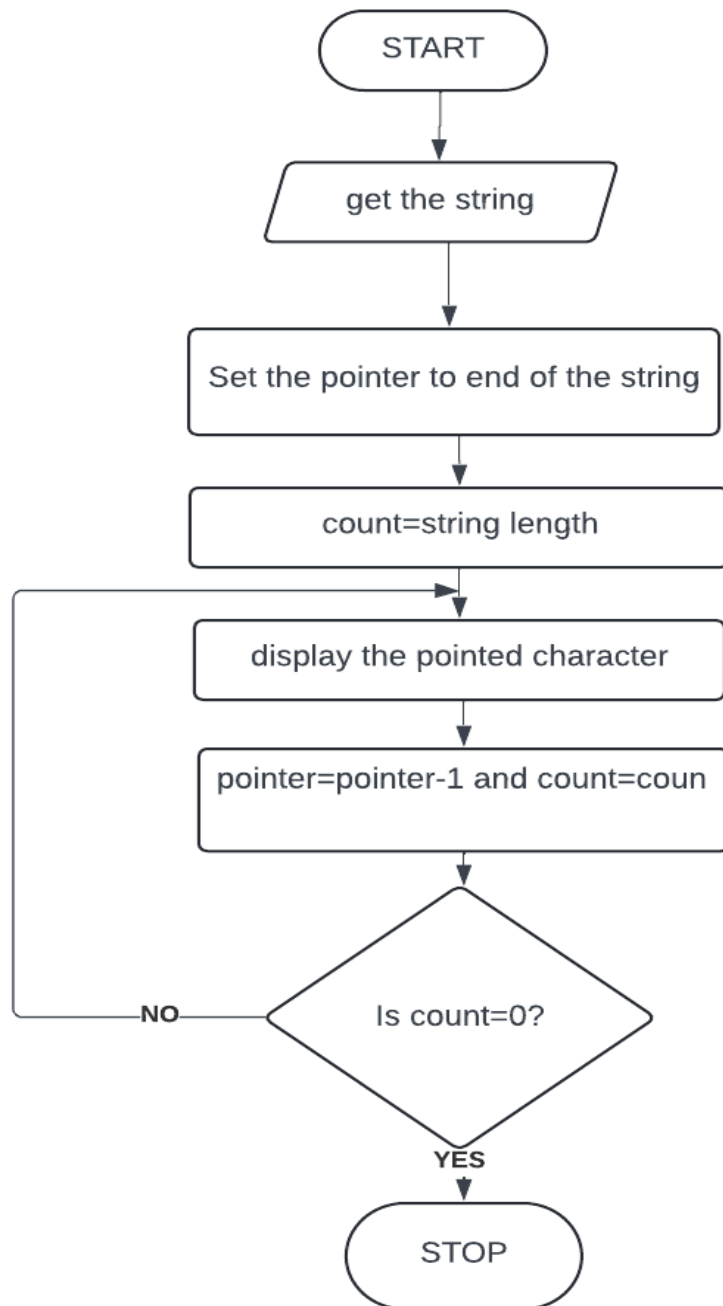 START
get the string
Set the pointer to end of the string
count=string length
display the pointed character
pointer=pointer-1 and count=coun
Is count=0?
NO
YES
STOP